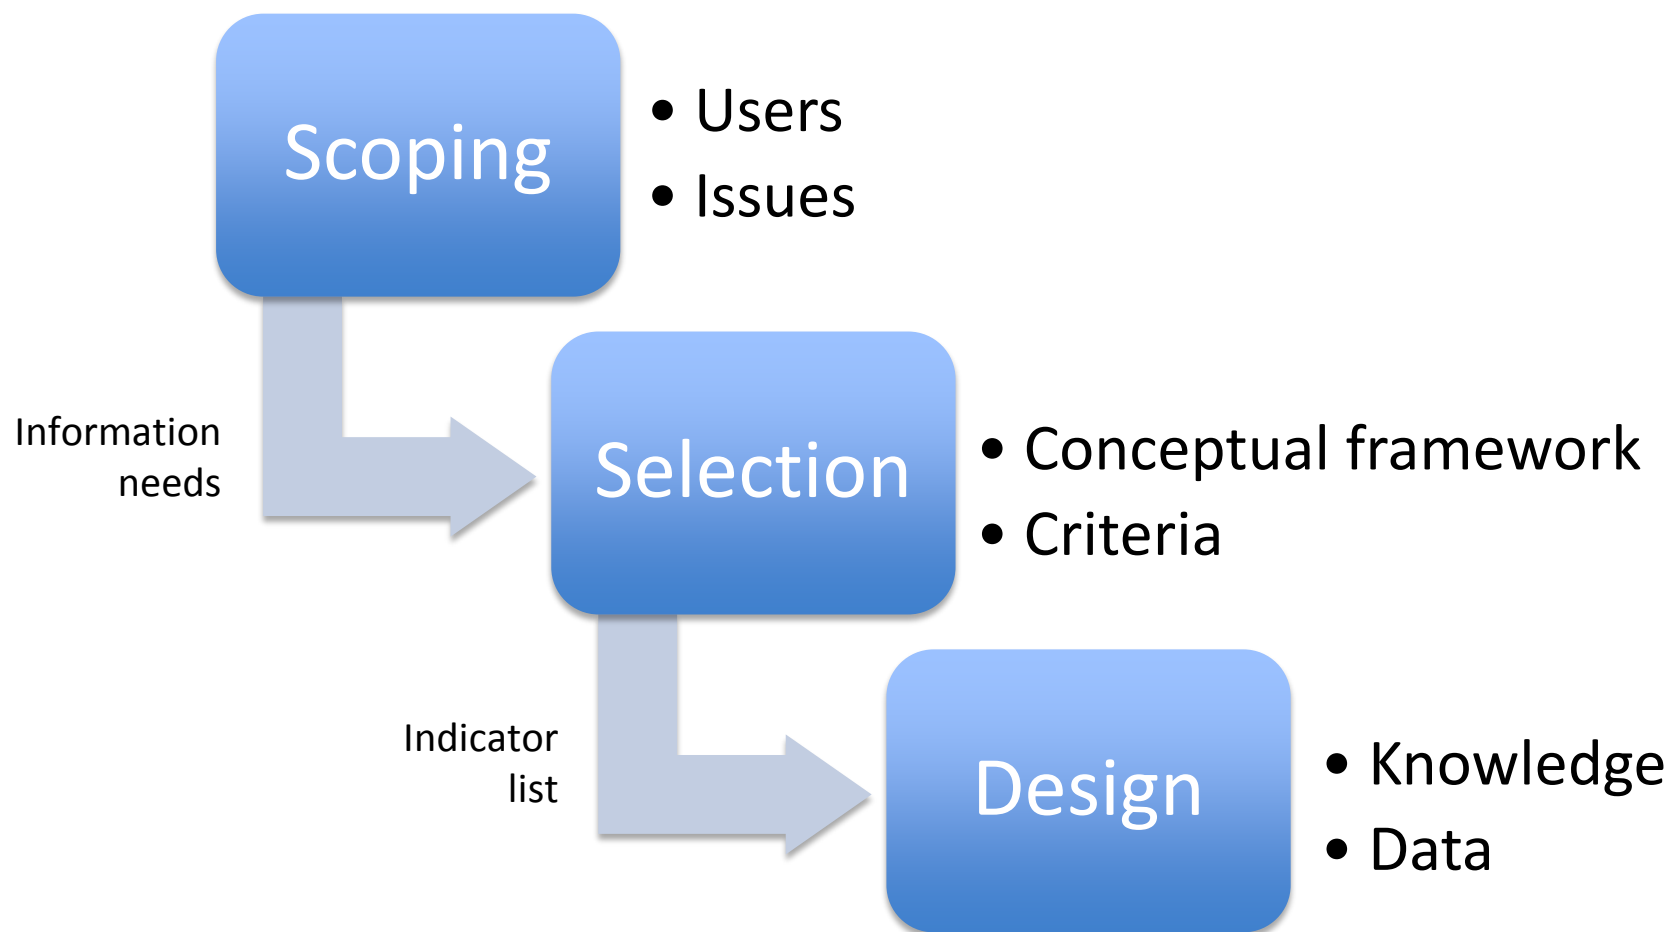 Scoping
• Users
• Issues
Information
needs
Selection
• Conceptual framework
• Criteria
Indicator
list
Design
• Knowledge
• Data